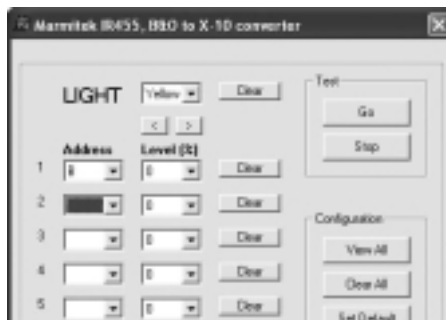 Marmitek IR455, B&O to X-10 converter
LIGHT
Yellow
Clear
< >
Address Level (%)
1 8 0 Clear
2 0 Clear
3 0 Clear
4 0 Clear
5 0 Clear
Test
Go
Stop
Configuration
View All
Clear All
Set Default